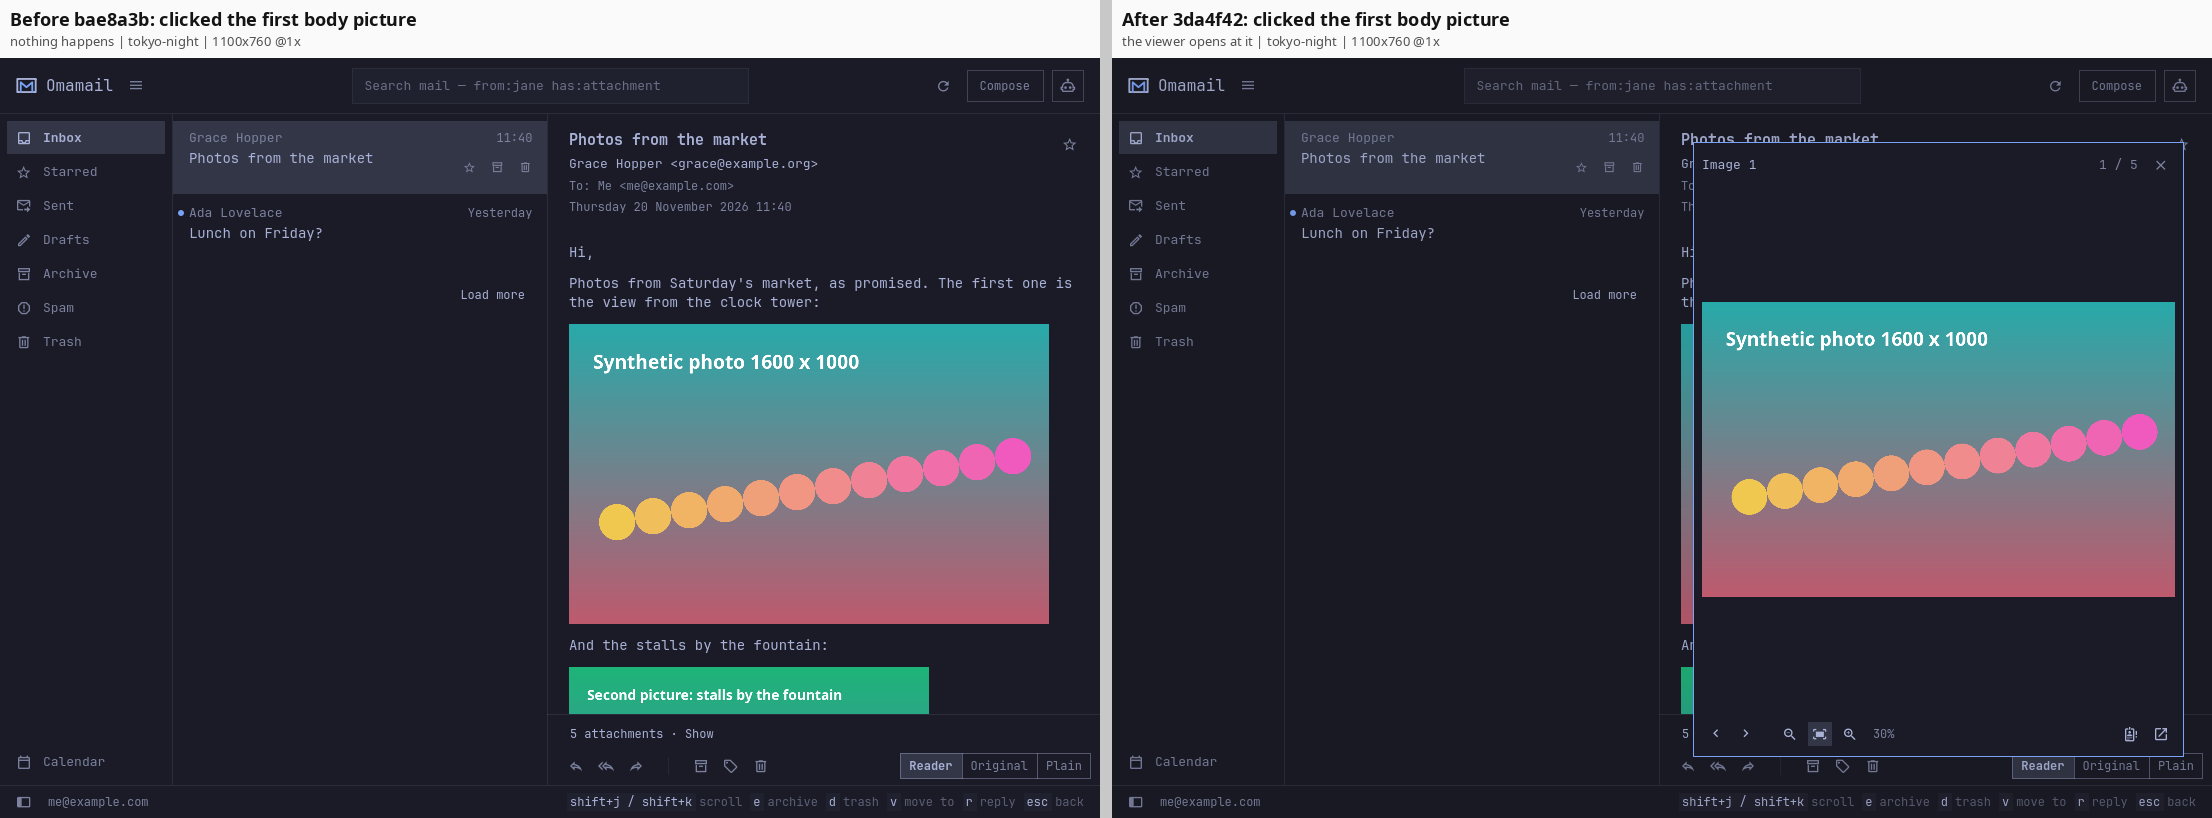 Before bae8a3b: clicked the first body picture
nothing happens | tokyo-night | 1100x760 @1x
Omamail
Search mail — from:jane has:attachment
Compose
Inbox
Starred
Sent
Drafts
Archive
Spam
Trash
Calendar
Grace Hopper 11:40
Photos from the market
Ada Lovelace Yesterday
Lunch on Friday?
Load more
Photos from the market
Grace Hopper <grace@example.org>
To: Me <me@example.com>
Thursday 20 November 2026 11:40
Hi,
Photos from Saturday's market, as promised. The first one is
the view from the clock tower:
Synthetic photo 1600 x 1000
And the stalls by the fountain:
Second picture: stalls by the fountain
5 attachments · Show
Reader Original Plain
me@example.com
shift+j / shift+k scroll e archive d trash v move to r reply esc back
After 3da4f42: clicked the first body picture
the viewer opens at it | tokyo-night | 1100x760 @1x
Omamail
Search mail — from:jane has:attachment
Compose
Inbox
Starred
Sent
Drafts
Archive
Spam
Trash
Calendar
Grace Hopper 11:40
Photos from the market
Ada Lovelace Yesterday
Lunch on Friday?
Load more
Photos from the market
Gr
To
Th
Hi
Ph
th
An
5
Image 1 1 / 5
Synthetic photo 1600 x 1000
30%
Reader Original Plain
me@example.com
shift+j / shift+k scroll e archive d trash v move to r reply esc back